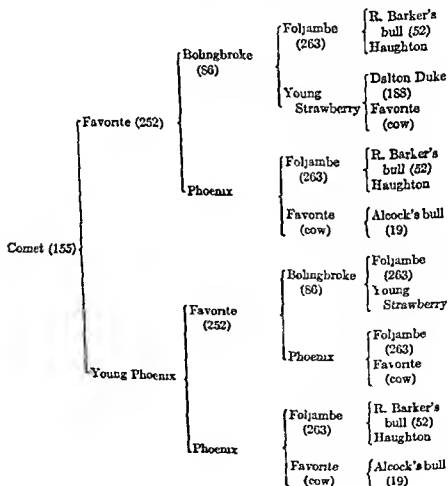 R. Barker's
Foljambe
bull (52)
(263)
Haughton
Bolingbroke
(86)
Dalton Duke
Young
(188)
Strawberry
Favorite
(cow)
Favorite (252)
R. Barker's
Foljambe
bull (52)
(263)
Haughton
Phoenix
Favorite
Alcock's bull
(cow)
(19)
Comet (155)
Foljambe
Bolingbroke
(263)
(86)
Young
Strawberry
Favorite
(252)
Foljambe
Phoenix
(263)
Favorite
(cow)
Young Phoenix
R. Barker's
Foljambe
bull (52)
(263)
Haughton
Phoenix
Favorite
Alcock's bull
(cow)
(19)